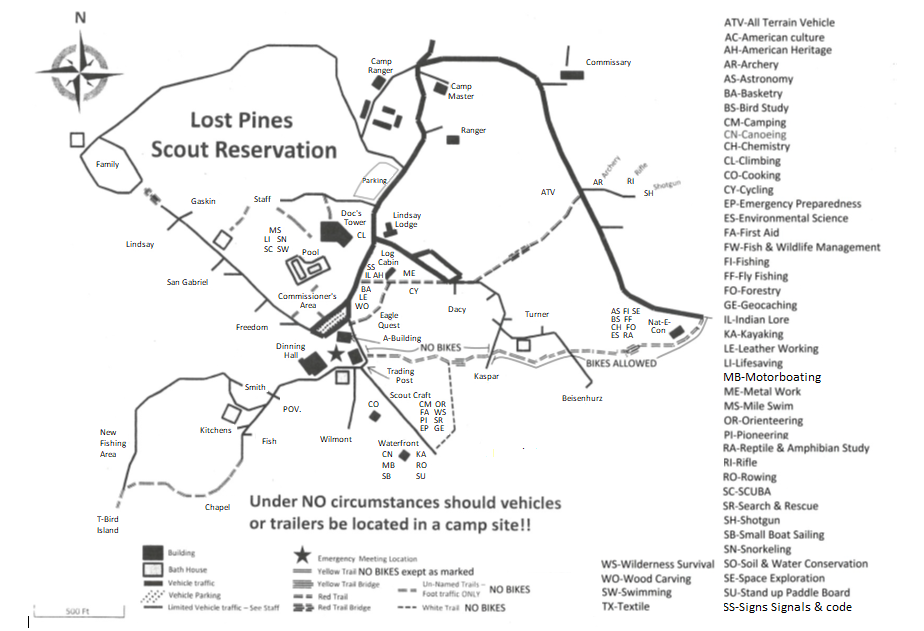 N
Lost Pines
Scout Reservation
Camp
Ranger
Camp
Master
Ranger
Commissary
Parking
Family
Gaskin
Staff
Lindsay
San Gabriel
Freedom
MS
LI SN
SC SW
Pool
Doc's
Tower
CL
Lindsay
Lodge
Log
Cabin
SS
IL AH
ME
BA
LE
WO
CY
Commissioner's
Area
Eagle
Quest
Dacy
ATV
AR
Archery
RI
Rifle
SH
Shotgun
AS FI SE
BS FF
CH FO
ES RA
Nat-E-
Con
Turner
A-Building
NO BIKES
BIKES ALLOWED
Dinning
Hall
Trading
Post
Kaspar
Beisenhurz
Scout Craft
CM OR
FA WS
PI SR
EP GE
CO
Smith
POV.
Kitchens
Fish
Wilmont
New
Fishing
Area
Waterfront
CN KA
MB RO
SB SU
Chapel
T-Bird
Island
Under NO circumstances should vehicles
or trailers be located in a camp site!!
Building
Bath House
Vehicle traffic
Vehicle Parking
Limited Vehicle traffic – See Staff
Emergency Meeting Location
Yellow Trail NO BIKES exept as marked
Yellow Trail Bridge
Red Trail
Red Trail Bridge
Un-Named Trails –
Foot traffic ONLY NO BIKES
White Trail NO BIKES
500 Ft
ATV-All Terrain Vehicle
AC-American culture
AH-American Heritage
AR-Archery
AS-Astronomy
BA-Basketry
BS-Bird Study
CM-Camping
CN-Canoeing
CH-Chemistry
CL-Climbing
CO-Cooking
CY-Cycling
EP-Emergency Preparedness
ES-Environmental Science
FA-First Aid
FW-Fish & Wildlife Management
FI-Fishing
FF-Fly Fishing
FO-Forestry
GE-Geocaching
IL-Indian Lore
KA-Kayaking
LE-Leather Working
LI-Lifesaving
MB-Motorboating
ME-Metal Work
MS-Mile Swim
OR-Orienteering
PI-Pioneering
RA-Reptile & Amphibian Study
RI-Rifle
RO-Rowing
SC-SCUBA
SR-Search & Rescue
SH-Shotgun
SB-Small Boat Sailing
SN-Snorkeling
SO-Soil & Water Conservation
SE-Space Exploration
SU-Stand up Paddle Board
SS-Signs Signals & code
WS-Wilderness Survival
WO-Wood Carving
SW-Swimming
TX-Textile